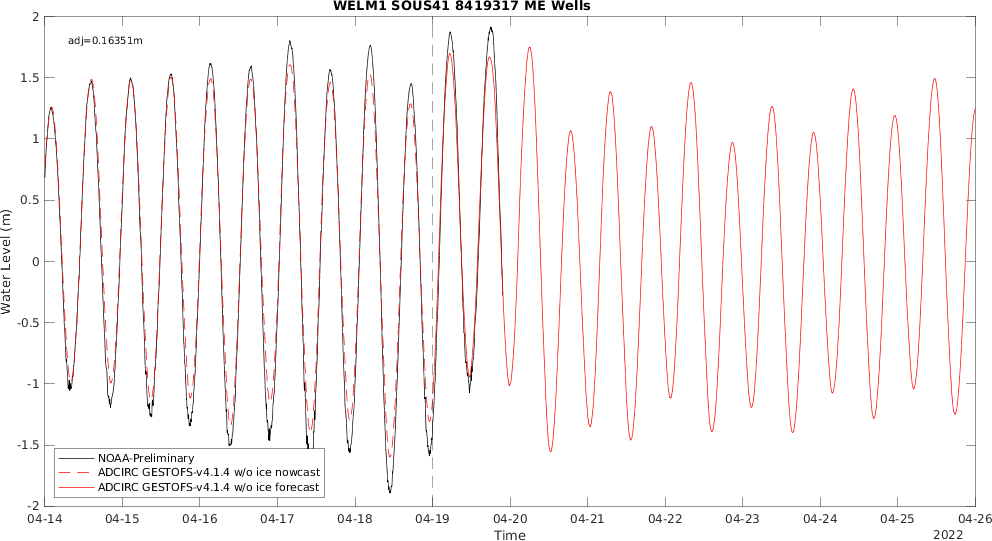 WELM1 SOUS41 8419317 ME Wells
adj=0.16351m
2
1.5
1
0.5
0
-0.5
-1
-1.5
-2
Water Level (m)
NOAA-Preliminary
ADCIRC GESTOFS-v4.1.4 w/o ice nowcast
ADCIRC GESTOFS-v4.1.4 w/o ice forecast
04-14 04-15 04-16 04-17 04-18 04-19 04-20 04-21 04-22 04-23 04-24 04-25 04-26
Time
2022